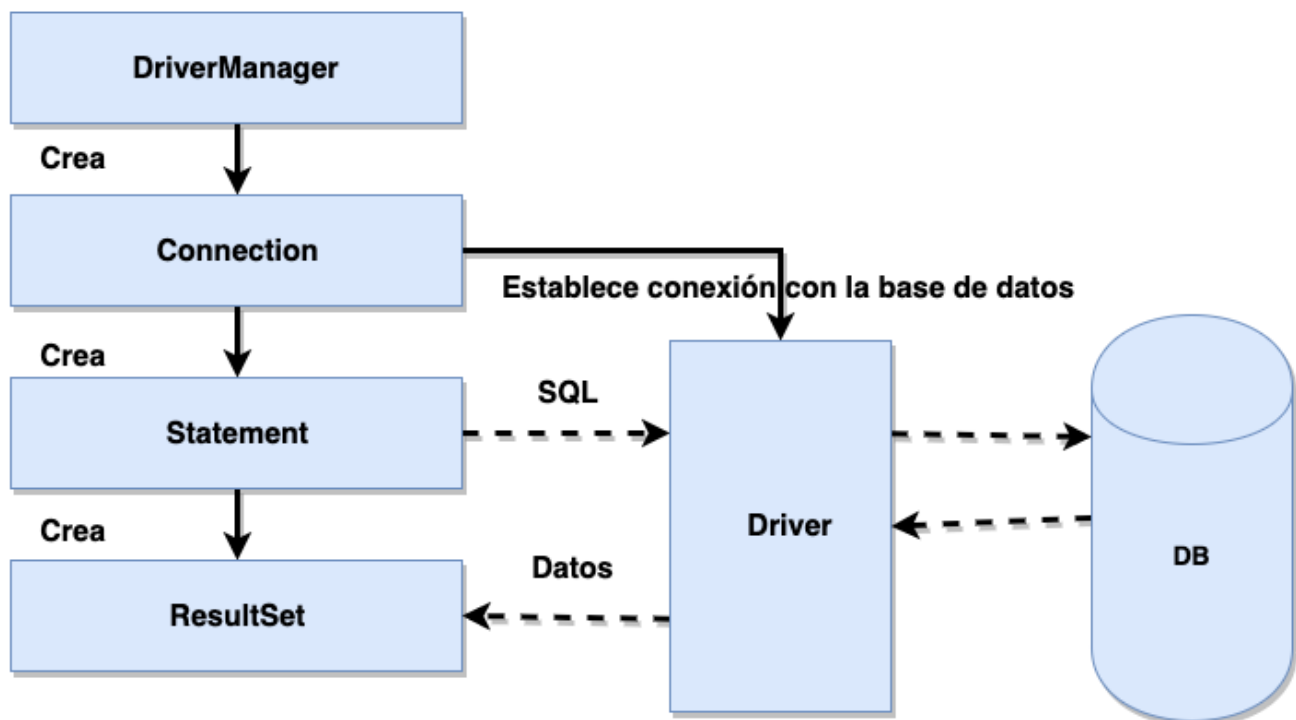 DriverManager
Crea
Connection
Establece conexión con la base de datos
Crea
SQL
Statement
Driver
Crea
DB
Datos
ResultSet